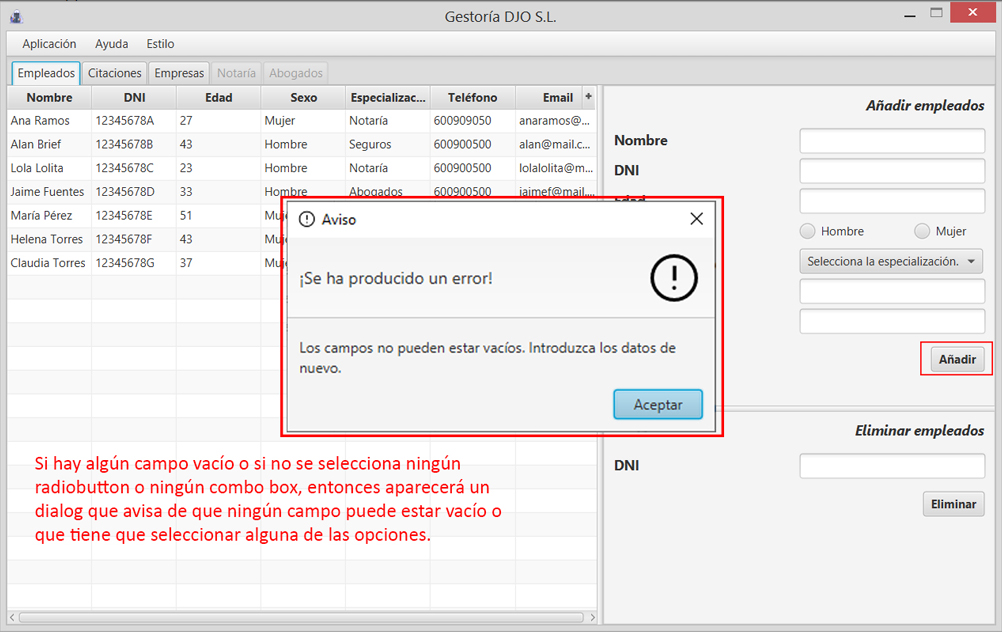 Gestoría DJO S.L.
Aplicación Ayuda Estilo
Empleados Citaciones Empresas Notaría Abogados
Nombre DNI Edad Sexo Especializac... Teléfono Email +
Ana Ramos 12345678A 27 Mujer Notaría 600909050 anaramos@...
Alan Brief 12345678B 43 Hombre Seguros 600900500 alan@mail.c...
Lola Lolita 12345678C 23 Hombre Notaría 600900500 lolalolita@m...
Jaime Fuentes 12345678D 33 Hombre Abogados 600900500 jaimef@mail....
María Pérez 12345678E 51
Helena Torres 12345678F 43
Claudia Torres 12345678G 37
Aviso
¡Se ha producido un error!
Los campos no pueden estar vacíos. Introduzca los datos de
nuevo.
Aceptar
Añadir empleados
Nombre
DNI
Edad
Hombre Mujer
Selecciona la especialización.
Añadir
Eliminar empleados
DNI
Eliminar
Si hay algún campo vacío o si no se selecciona ningún
radiobutton o ningún combo box, entonces aparecerá un
dialog que avisa de que ningún campo puede estar vacío o
que tiene que seleccionar alguna de las opciones.